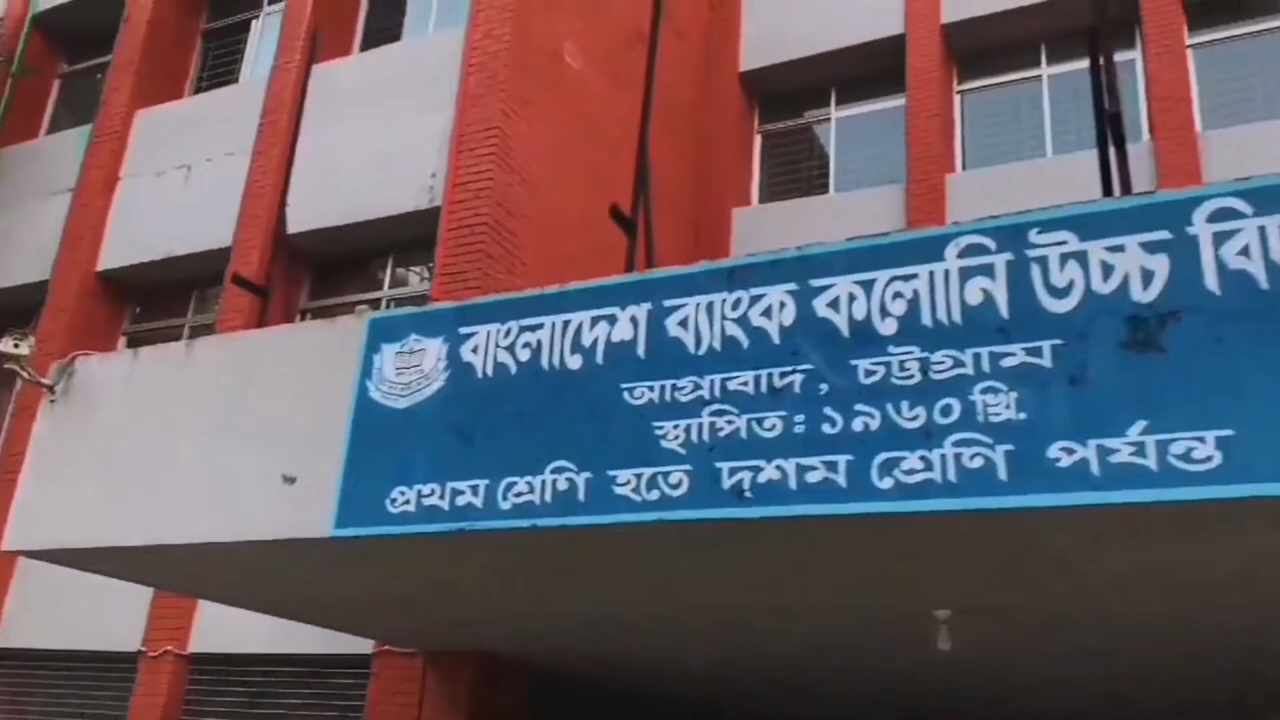 বাংলাদেশ ব্যাংক কলোনি উচ্চ
আগ্রাবাদ, চট্টগ্রাম
স্থাপিত: ১৯৬০ খ্রি.
প্রথম শ্রেণি হতে দশম শ্রেণি পর্যন্ত